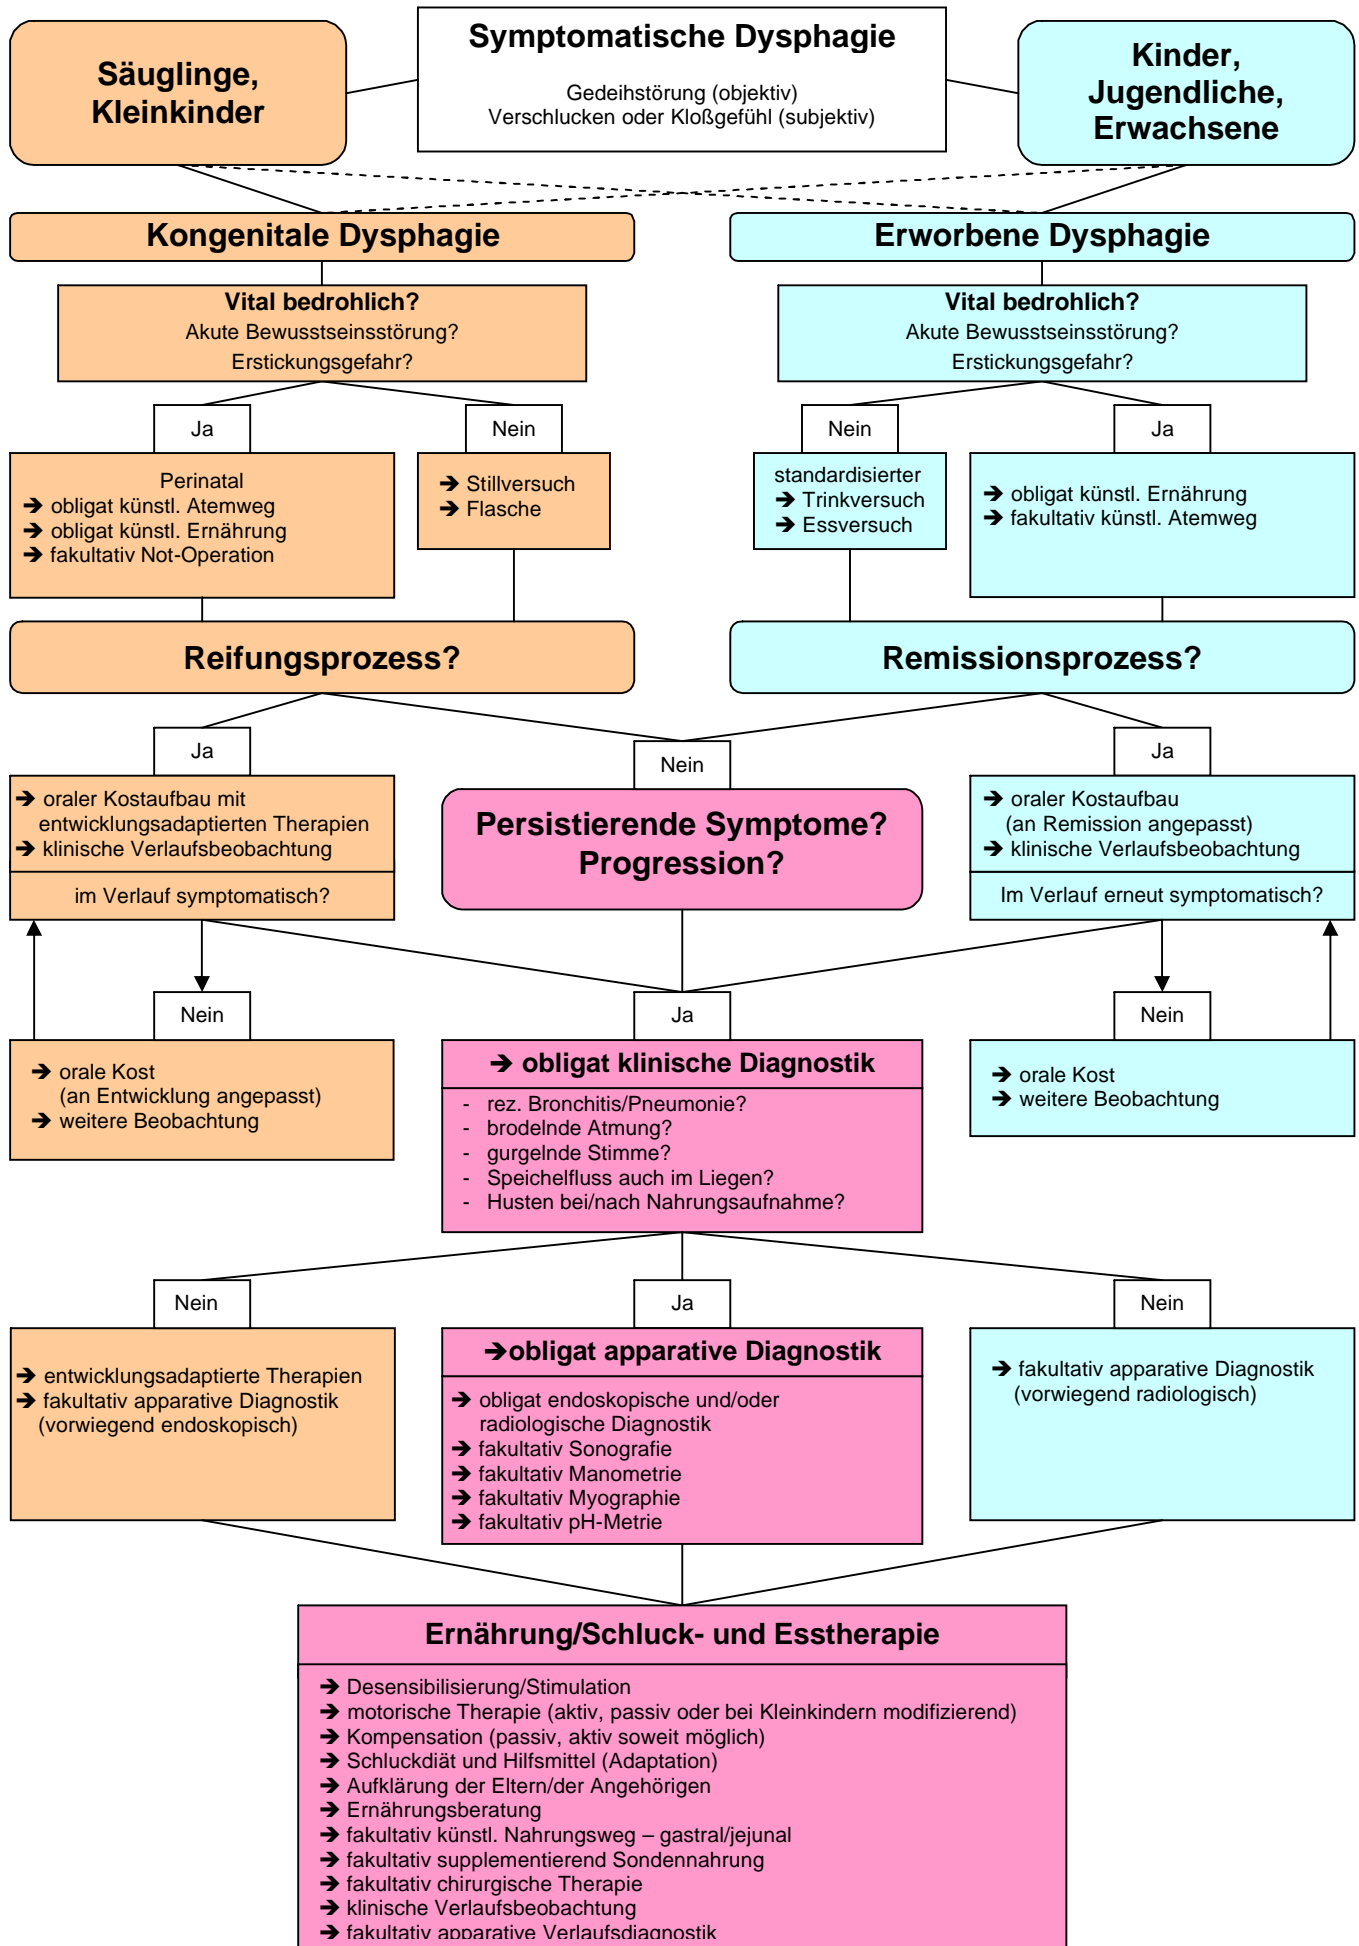 Symptomatische Dysphagie
Gedeihstörung (objektiv)
Verschlucken oder Kloßgefühl (subjektiv)
Säuglinge,
Kleinkinder
Kinder,
Jugendliche,
Erwachsene
Kongenitale Dysphagie
Erworbene Dysphagie
Vital bedrohlich?
Akute Bewusstseinsstörung?
Erstickungsgefahr?
Vital bedrohlich?
Akute Bewusstseinsstörung?
Erstickungsgefahr?
Ja
Nein
Nein
Ja
Perinatal
➔ obligat künstl. Atemweg
➔ obligat künstl. Ernährung
➔ fakultativ Not-Operation
➔ Stillversuch
➔ Flasche
standardisierter
➔ Trinkversuch
➔ Essversuch
➔ obligat künstl. Ernährung
➔ fakultativ künstl. Atemweg
Reifungsprozess?
Remissionsprozess?
Ja
Nein
Ja
➔ oraler Kostaufbau mit
entwicklungsadaptierten Therapien
➔ klinische Verlaufsbeobachtung
im Verlauf symptomatisch?
Persistierende Symptome?
Progression?
➔ oraler Kostaufbau
(an Remission angepasst)
➔ klinische Verlaufsbeobachtung
Im Verlauf erneut symptomatisch?
Nein
Ja
Nein
➔ orale Kost
(an Entwicklung angepasst)
➔ weitere Beobachtung
➔ obligat klinische Diagnostik
- rez. Bronchitis/Pneumonie?
- brodelnde Atmung?
- gurgelnde Stimme?
- Speichelfluss auch im Liegen?
- Husten bei/nach Nahrungsaufnahme?
➔ orale Kost
➔ weitere Beobachtung
Nein
Ja
Nein
➔ entwicklungsadaptierte Therapien
➔ fakultativ apparative Diagnostik
(vorwiegend endoskopisch)
➔obligat apparative Diagnostik
➔ obligat endoskopische und/oder
radiologische Diagnostik
➔ fakultativ Sonografie
➔ fakultativ Manometrie
➔ fakultativ Myographie
➔ fakultativ pH-Metrie
➔ fakultativ apparative Diagnostik
(vorwiegend radiologisch)
Ernährung/Schluck- und Esstherapie
➔ Desensibilisierung/Stimulation
➔ motorische Therapie (aktiv, passiv oder bei Kleinkindern modifizierend)
➔ Kompensation (passiv, aktiv soweit möglich)
➔ Schluckdiät und Hilfsmittel (Adaptation)
➔ Aufklärung der Eltern/der Angehörigen
➔ Ernährungsberatung
➔ fakultativ künstl. Nahrungsweg – gastral/jejunal
➔ fakultativ supplementierend Sondennahrung
➔ fakultativ chirurgische Therapie
➔ klinische Verlaufsbeobachtung
➔ fakultativ apparative Verlaufsdiagnostik